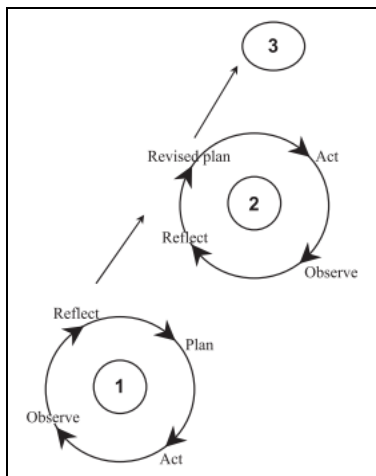 3
Revised plan
Act
2
Reflect
Observe
Reflect
Plan
1
Observe
Act